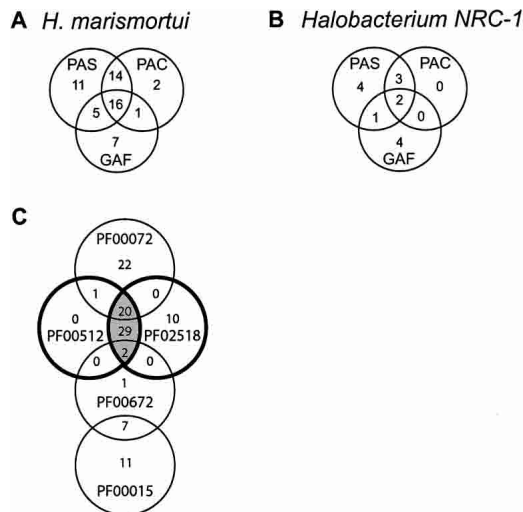 A H. marismortui
B Halobacterium NRC-1
PAS 14 PAC
11 2
16
5 1
7
GAF
PAS 3 PAC
4 0
2
1 0
4
GAF
C
PF00072
22
1 0
20
0 10
29
PF00512 PF02518
2
0 0
1
PF00672
7
11
PF00015